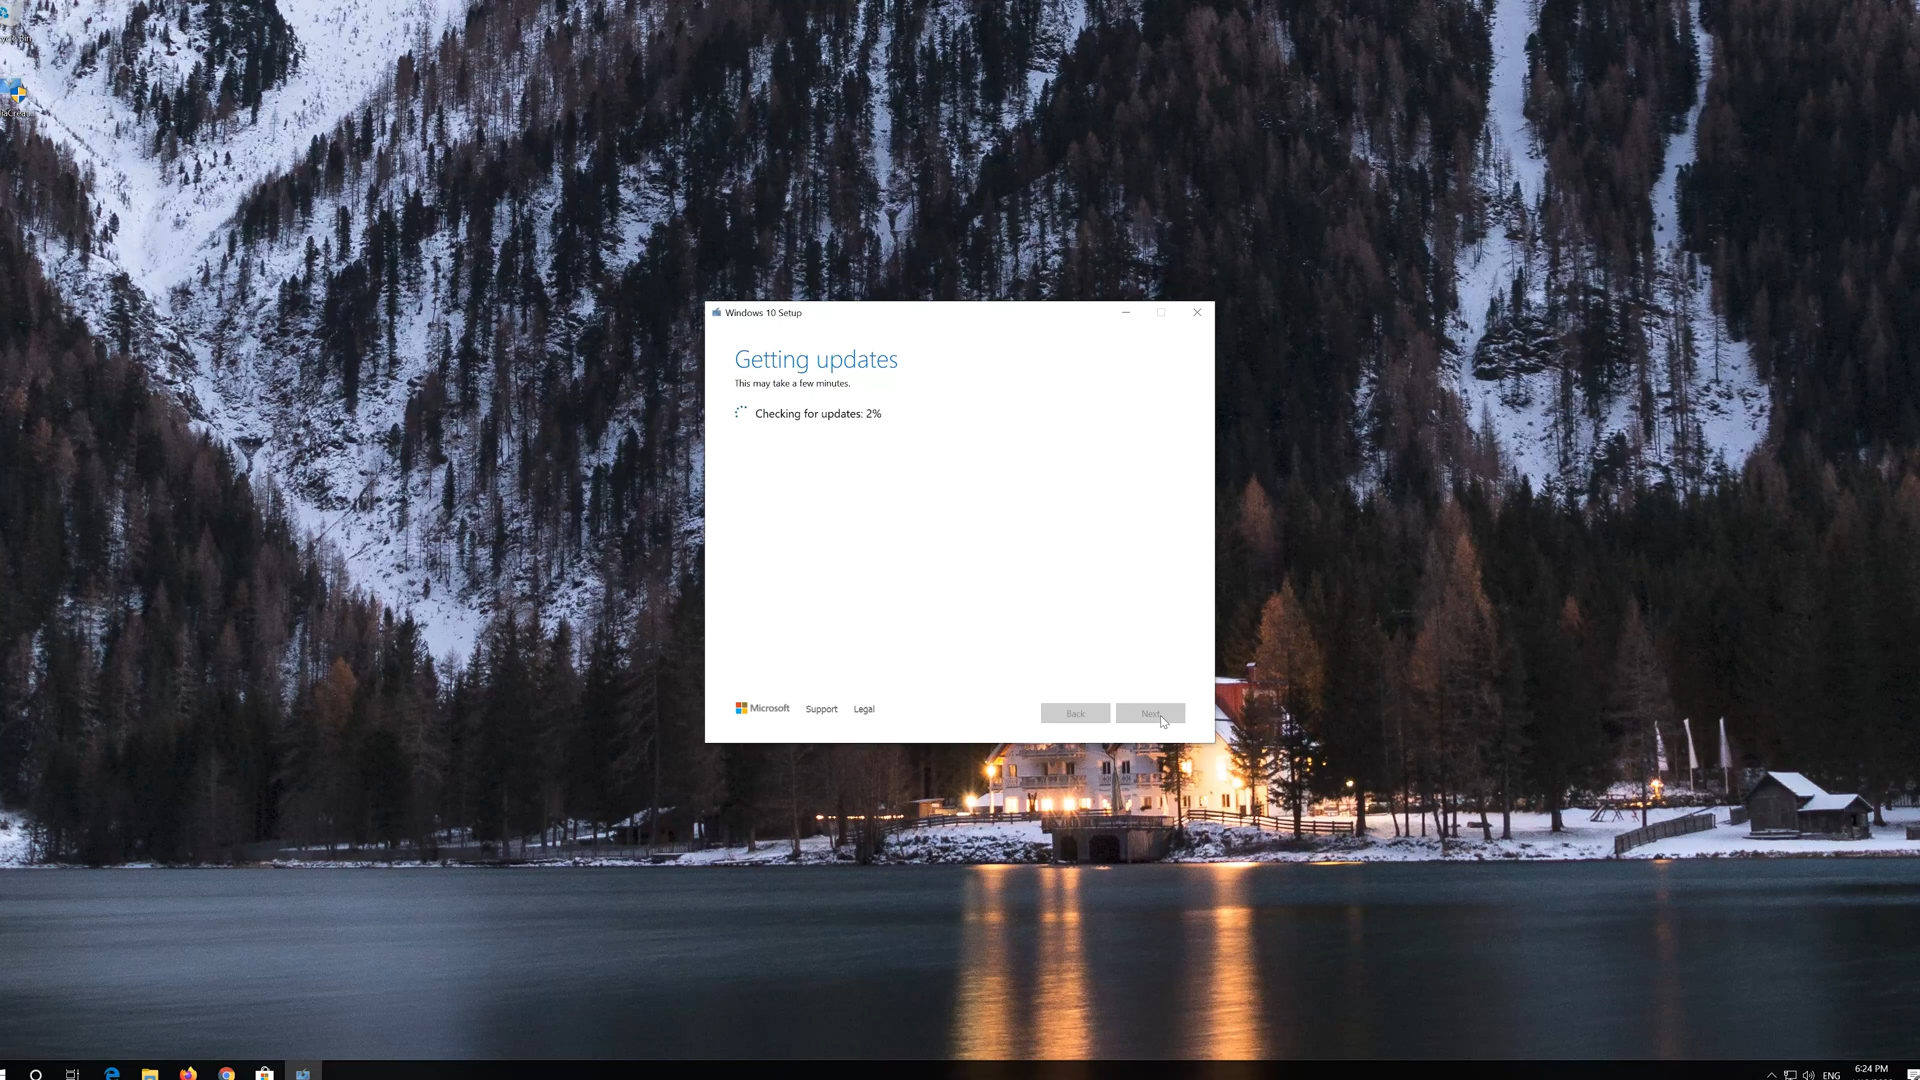 Windows 10 Setup
Getting updates
This may take a few minutes.
Checking for updates: 2%
Microsoft Support Legal
Back Next
ENG
6:24 PM